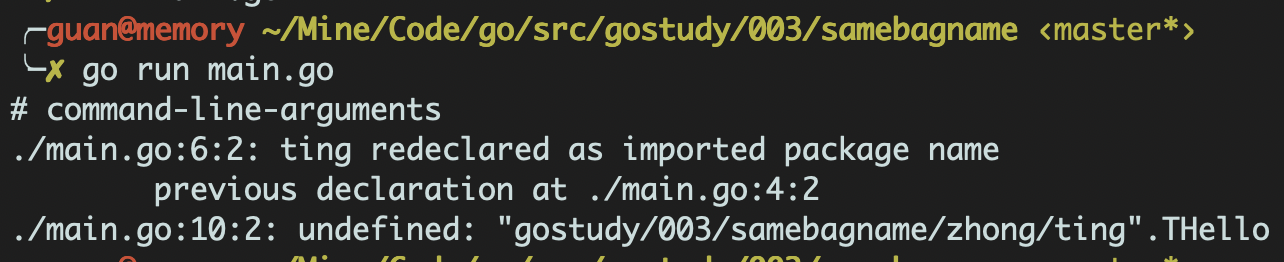 guan@memory ~/Mine/Code/go/src/gostudy/003/samebagname ‹master*›
✗ go run main.go
# command-line-arguments
./main.go:6:2: ting redeclared as imported package name
previous declaration at ./main.go:4:2
./main.go:10:2: undefined: "gostudy/003/samebagname/zhong/ting".THello